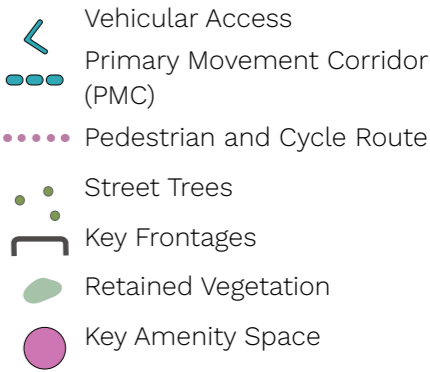 Vehicular Access
Primary Movement Corridor
(PMC)
Pedestrian and Cycle Route
Street Trees
Key Frontages
Retained Vegetation
Key Amenity Space